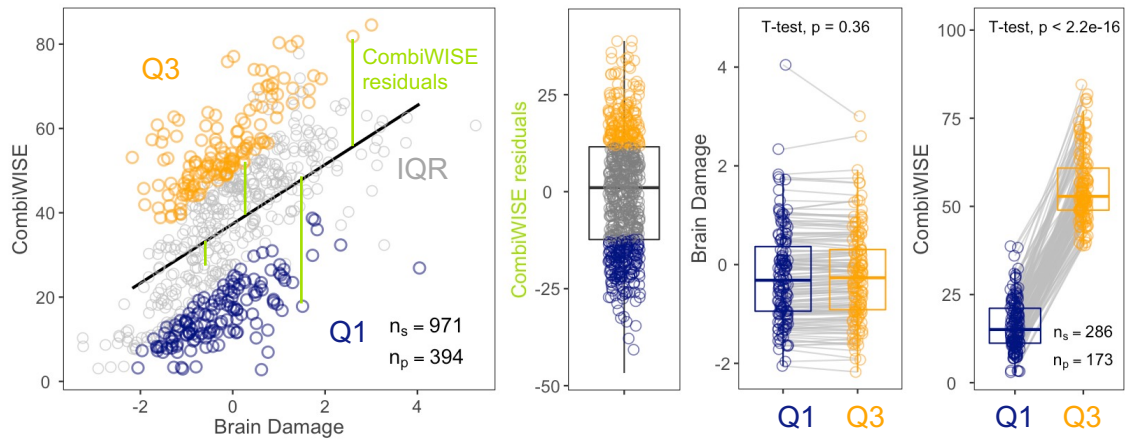 80
60
40
20
0
CombiWISE
-2
0
2
4
Brain Damage
Q3
CombiWISE
residuals
IQR
Q1
n_s = 971
n_p = 394
CombiWISE residuals
25
0
-25
-50
T-test, p = 0.36
Brain Damage
4
2
0
-2
Q1 Q3
T-test, p < 2.2e-16
CombiWISE
100
75
50
25
0
n_s = 286
n_p = 173
Q1 Q3